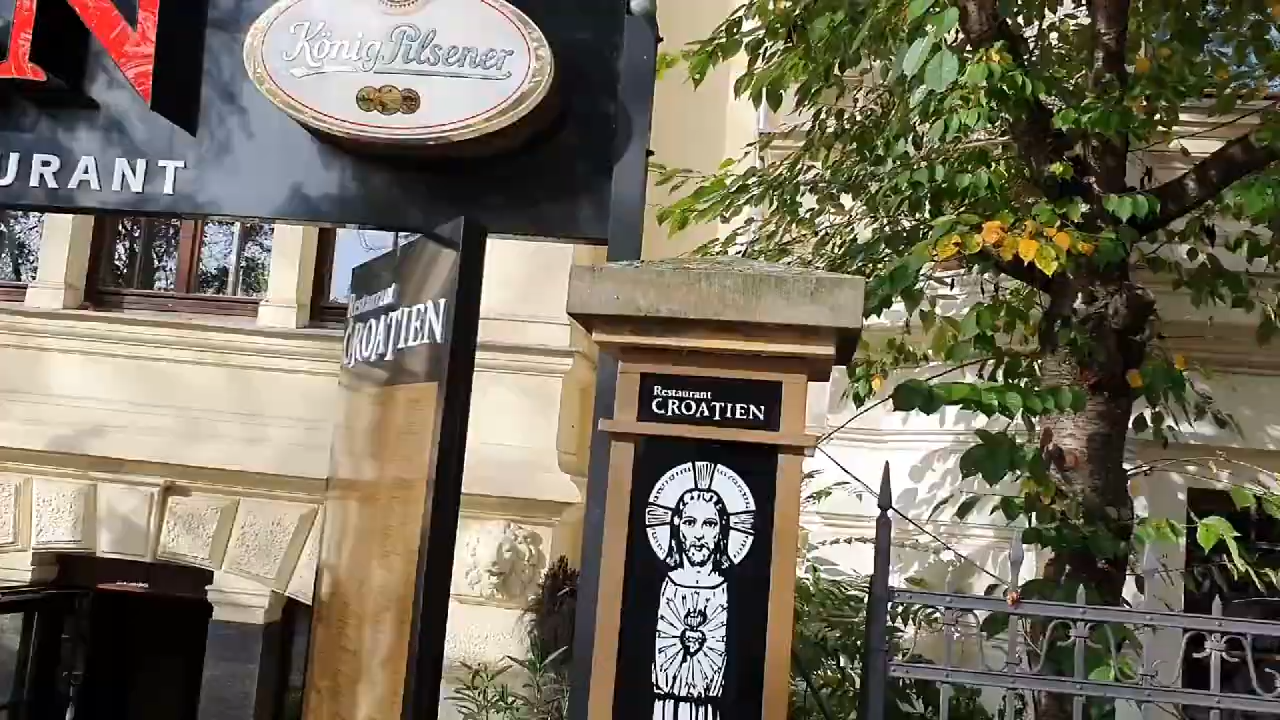 N
König Pilsener
URANT
Restaurant
CROATIEN
Restaurant
CROATIEN